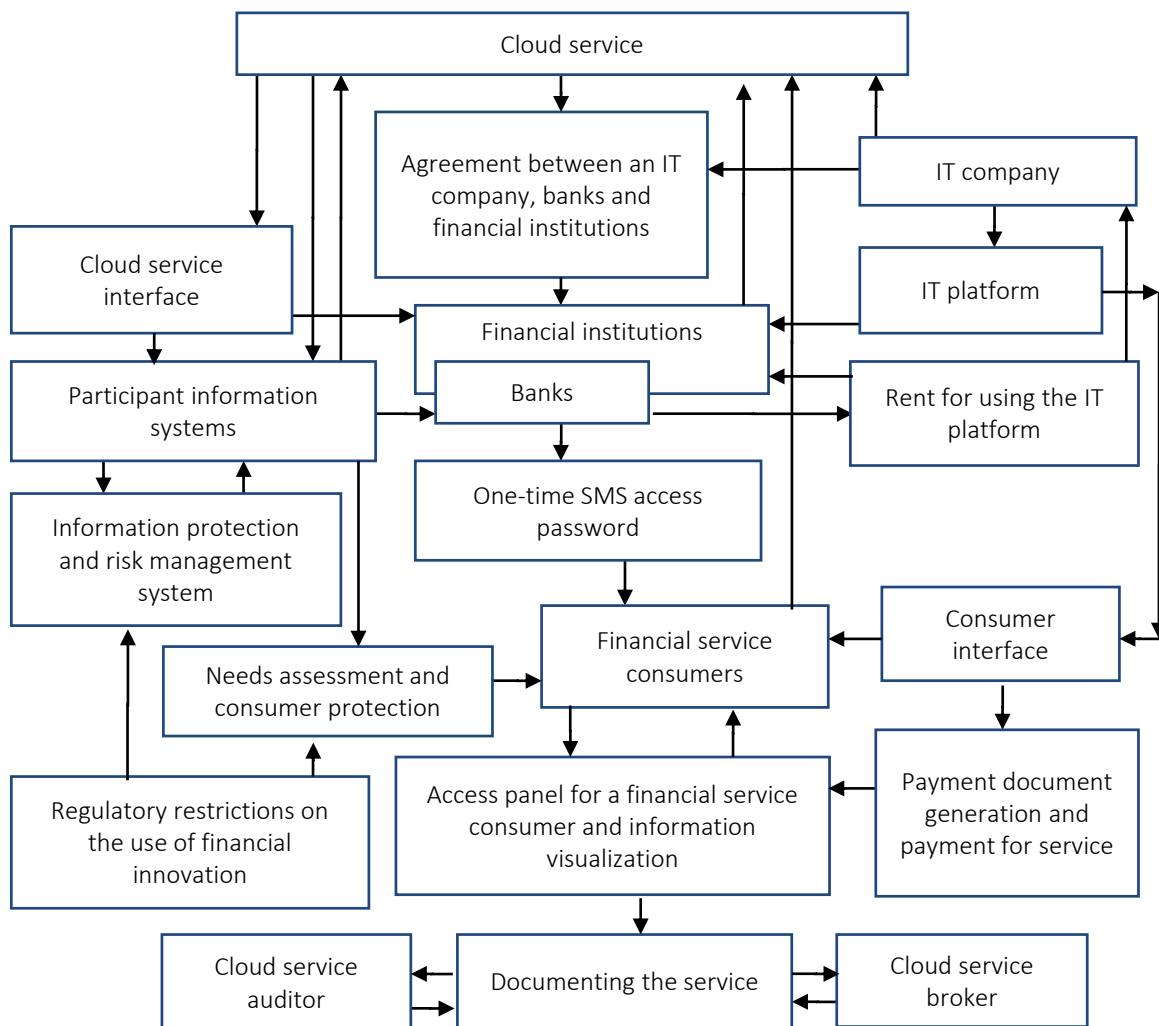 Cloud service
Agreement between an IT
company, banks and
financial institutions
IT company
Cloud service
interface
IT platform
Financial institutions
Participant information
systems
Banks
Rent for using the IT
platform
One-time SMS access
password
Information protection
and risk management
system
Financial service
consumers
Consumer
interface
Needs assessment and
consumer protection
Regulatory restrictions on
the use of financial
innovation
Access panel for a financial service
consumer and information
visualization
Payment document
generation and
payment for service
Cloud service
auditor
Documenting the service
Cloud service
broker